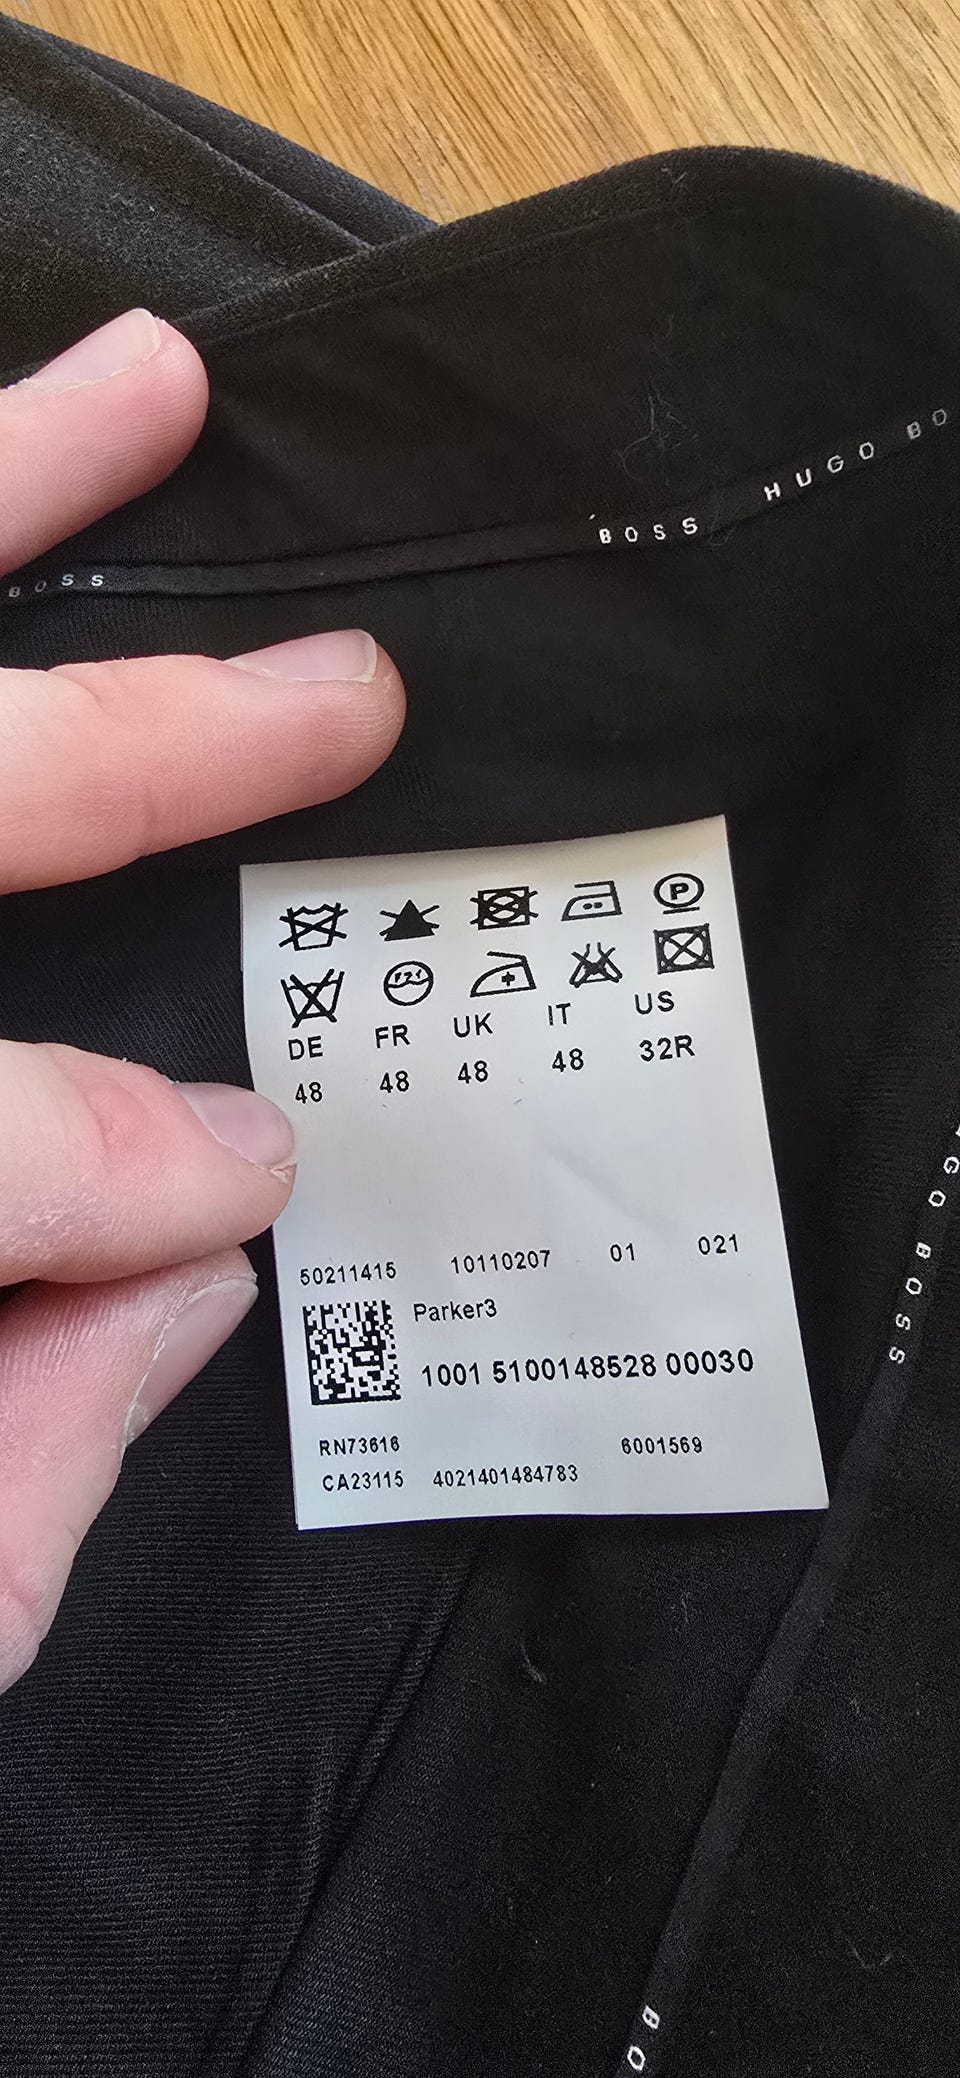 BOSS HUGO BO
BOSS
P
DE FR UK IT US
48 48 48 48 32R
50211415 10110207 01 021
Parker3
1001 5100148528 00030
RN73616 6001569
CA23115 4021401484783
GO BOSS
BO